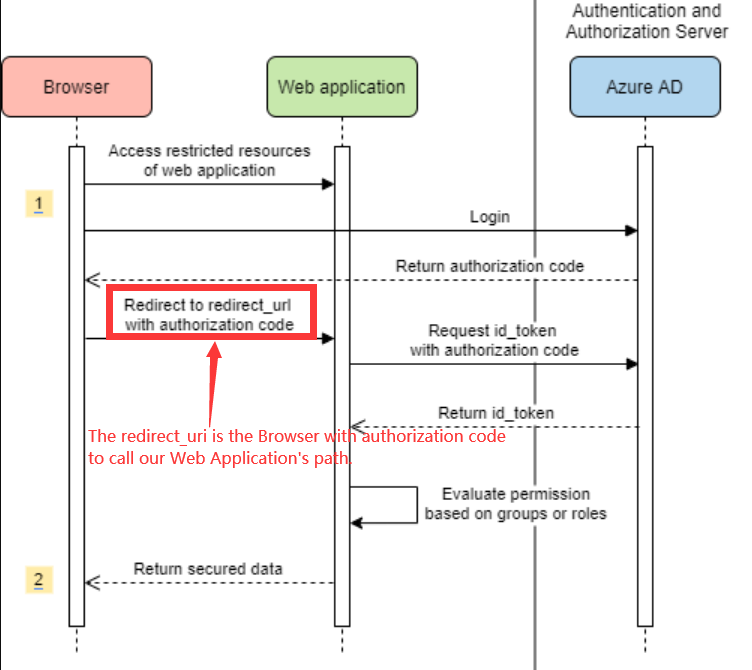 Authentication and
Authorization Server
Browser
Web application
Azure AD
Access restricted resources
of web application
1
Login
Return authorization code
Redirect to redirect_url
with authorization code
Request id_token
with authorization code
Return id_token
The redirect_uri is the Browser with authorization code
to call our Web Application's path.
Evaluate permission
based on groups or roles
Return secured data
2